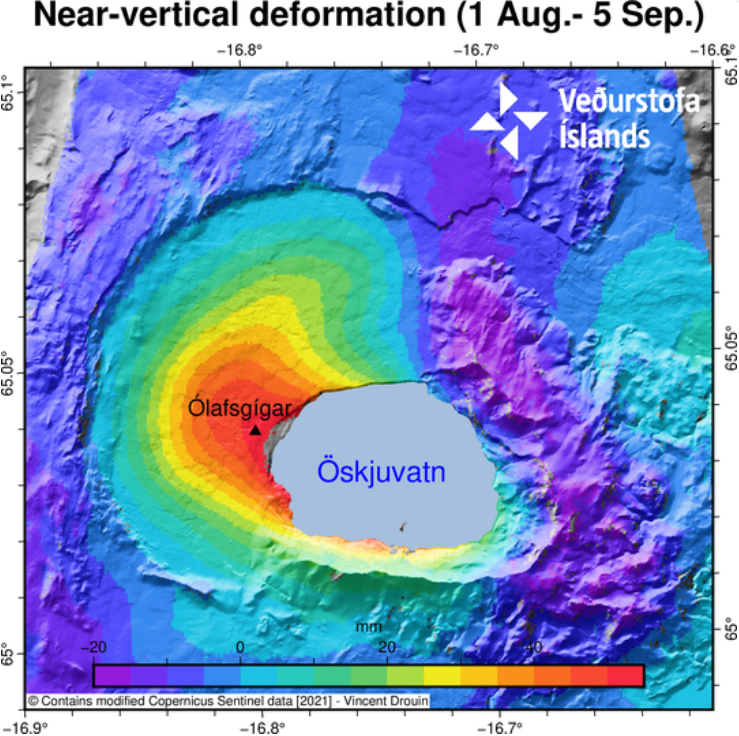 Near-vertical deformation (1 Aug.- 5 Sep.)
-16.8° -16.7° -16.6°
65.1° 65.1
Veðurstofa
Íslands
65.05° 65.05°
Ólafsgígar
Öskjuvatn
mm
-20 0 20 40
65° 65°
© Contains modified Copernicus Sentinel data [2021] - Vincent Drouin
-16.9° -16.8° -16.7°